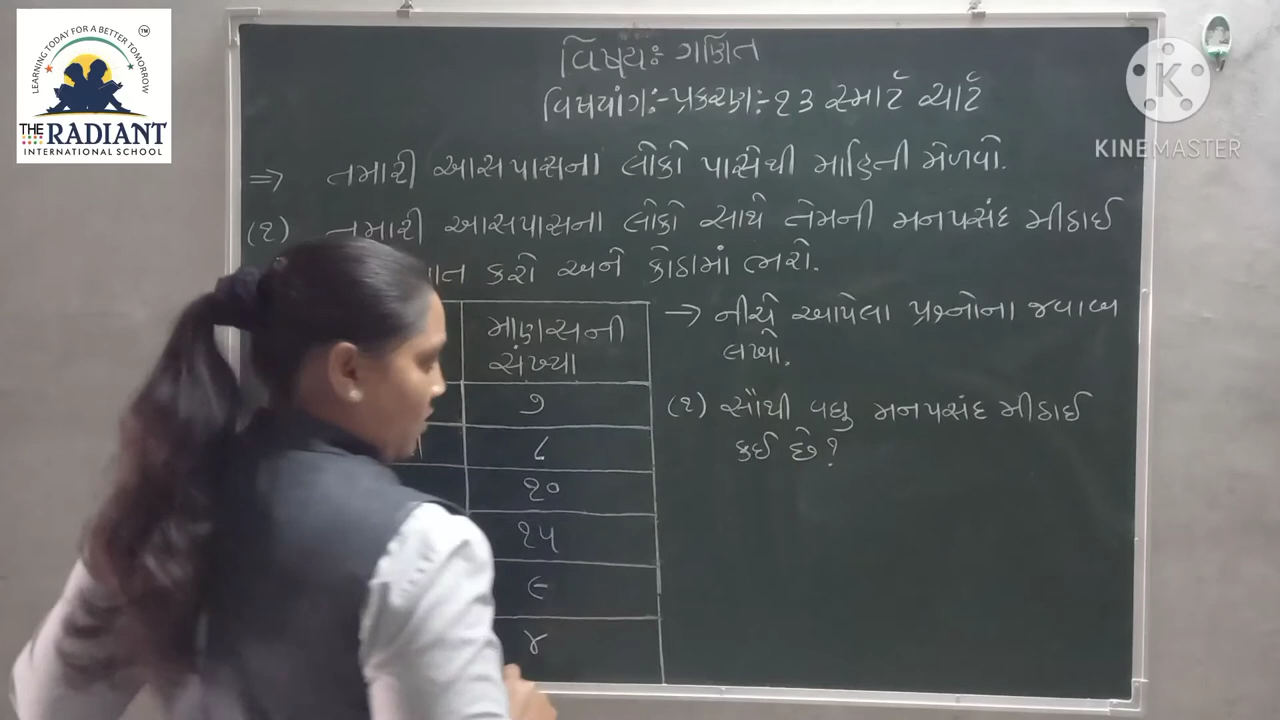 LEARNING TODAY FOR A BETTER TOMORROW
TM
THE RADIANT
INTERNATIONAL SCHOOL
K
KINEMASTER
વિષય:- ગણિત
વિષયાંગ:- પ્રકરણ:- ૧૩ સ્માર્ટ ચાર્ટ
⇒ તમારી આસપાસના લોકો પાસેથી માહિતી મેળવો.
(૧) તમારી આસપાસના લોકો સાથે તેમની મનપસંદ મીઠાઈ
કરો અને કોઠામાં ભરો.
માણસની
સંખ્યા
૭
૮
૧૦
૧૫
૯
૪
→ નીચે આપેલા પ્રશ્નોના જવાબ
લખો.
(૧) સૌથી વધુ મનપસંદ મીઠાઈ
કઈ છે?